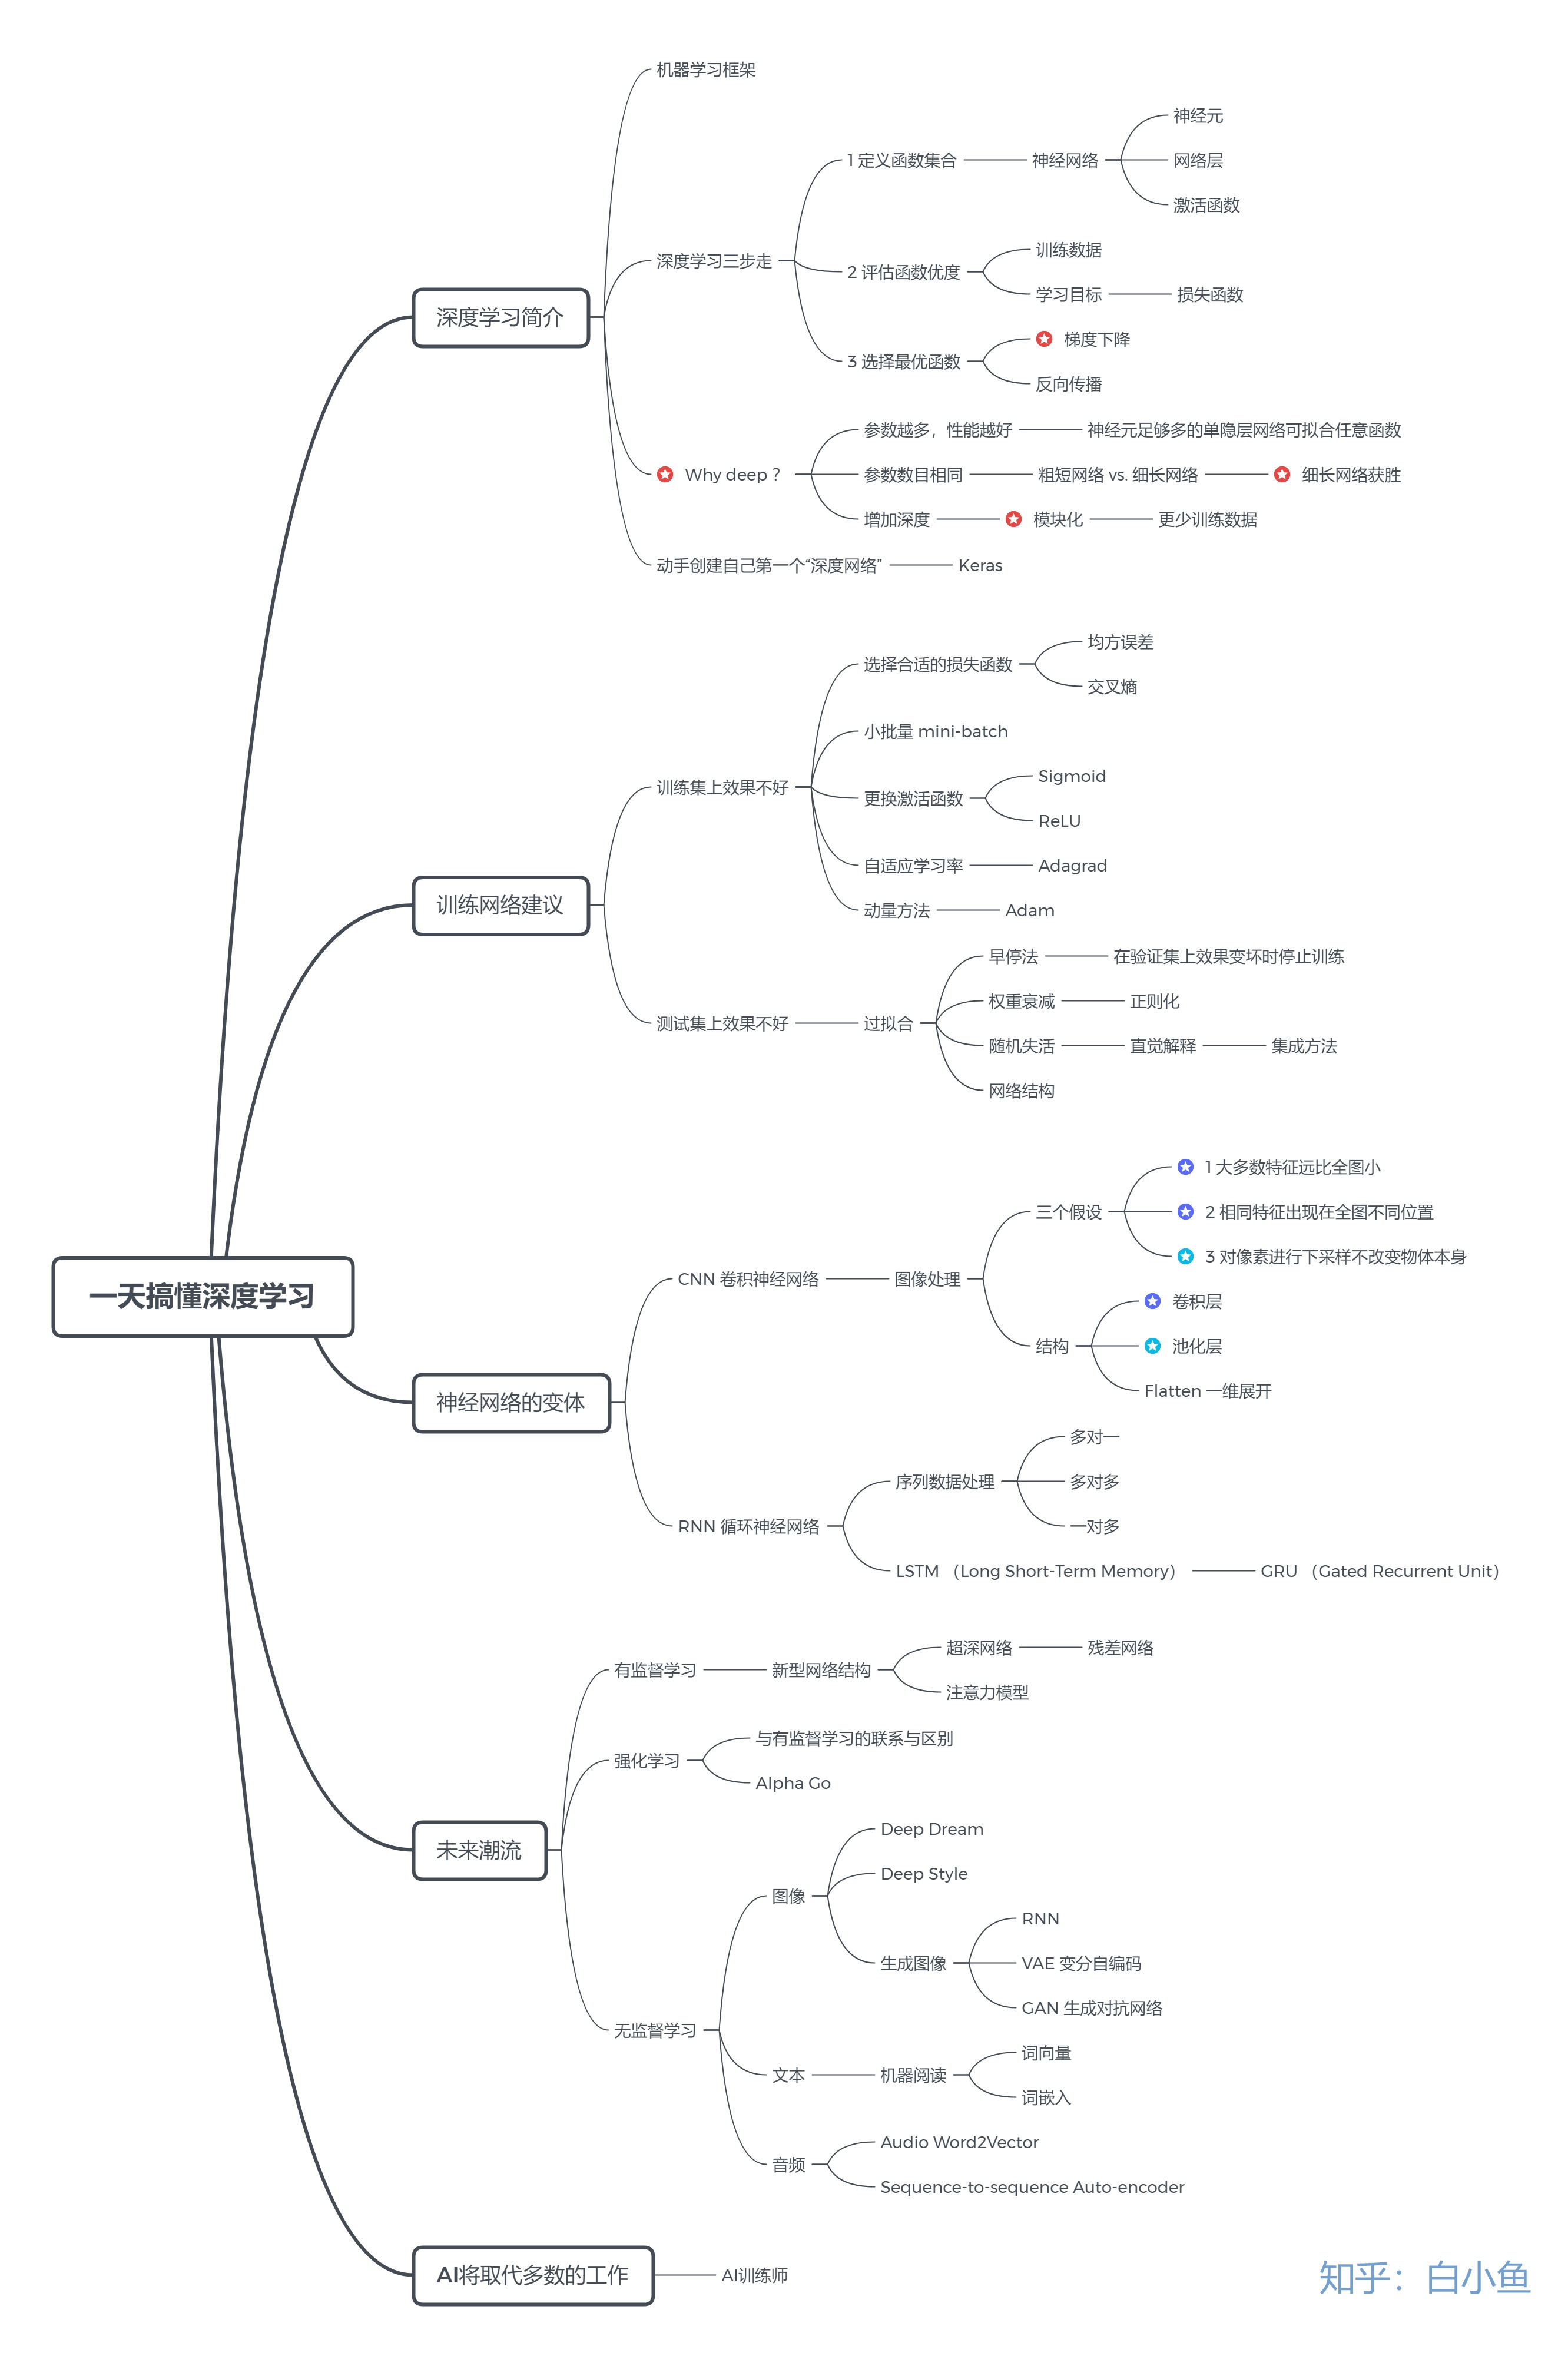 机器学习框架
神经元
1 定义函数集合
神经网络
网络层
激活函数
训练数据
深度学习三步走
2 评估函数优度
学习目标
损失函数
深度学习简介
梯度下降
3 选择最优函数
反向传播
参数越多，性能越好
神经元足够多的单隐层网络可拟合任意函数
Why deep ?
参数数目相同
粗短网络 vs. 细长网络
细长网络获胜
增加深度
模块化
更少训练数据
动手创建自己第一个“深度网络”
Keras
均方误差
选择合适的损失函数
交叉熵
小批量 mini-batch
Sigmoid
训练集上效果不好
更换激活函数
ReLU
自适应学习率
Adagrad
训练网络建议
动量方法
Adam
早停法
在验证集上效果变坏时停止训练
权重衰减
正则化
测试集上效果不好
过拟合
随机失活
直觉解释
集成方法
网络结构
1 大多数特征远比全图小
三个假设
2 相同特征出现在全图不同位置
3 对像素进行下采样不改变物体本身
一天搞懂深度学习
CNN 卷积神经网络
图像处理
卷积层
结构
池化层
Flatten 一维展开
神经网络的变体
多对一
序列数据处理
多对多
一对多
RNN 循环神经网络
LSTM （Long Short-Term Memory）
GRU （Gated Recurrent Unit）
超深网络
残差网络
有监督学习
新型网络结构
注意力模型
与有监督学习的联系与区别
强化学习
Alpha Go
未来潮流
Deep Dream
Deep Style
图像
RNN
生成图像
VAE 变分自编码
GAN 生成对抗网络
无监督学习
词向量
文本
机器阅读
词嵌入
Audio Word2Vector
音频
Sequence-to-sequence Auto-encoder
AI将取代多数的工作
AI训练师
知乎：白小鱼